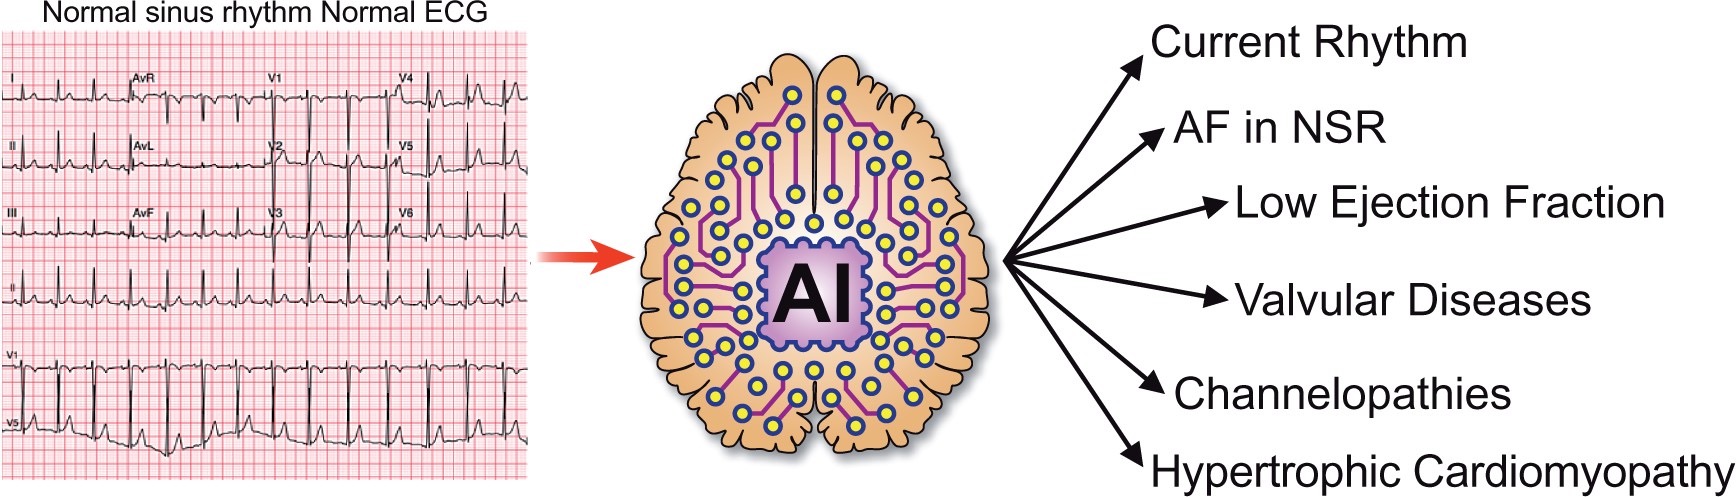 Normal sinus rhythm Normal ECG
I AvR V1 V4
II AvL V2 V5
III AvF V3 V6
II
V1
V5
AI
Current Rhythm
AF in NSR
Low Ejection Fraction
Valvular Diseases
Channelopathies
Hypertrophic Cardiomyopathy